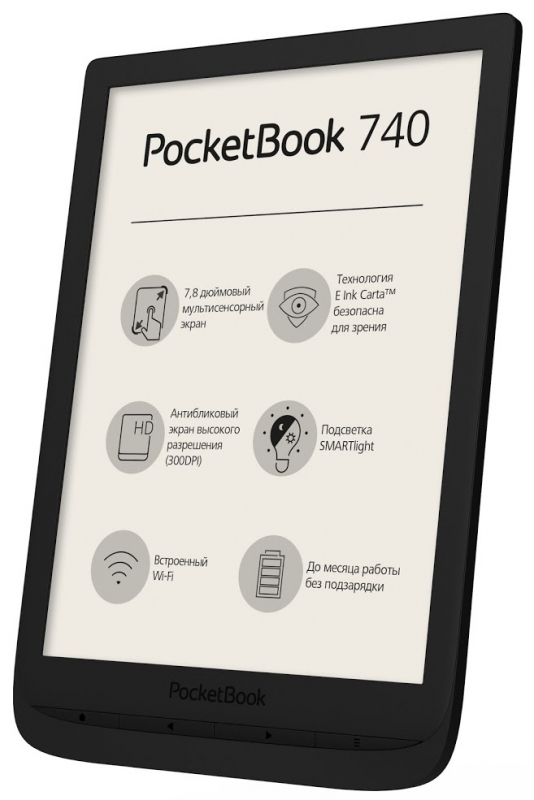 PocketBook 740
7,8 дюймовый
мультисенсорный
экран
Технология
E Ink Carta™
безопасна
для зрения
Антибликовый
экран высокого
разрешения
(300DPI)
HD
Подсветка
SMARTlight
Встроенный
Wi-Fi
До месяца работы
без подзарядки
PocketBook